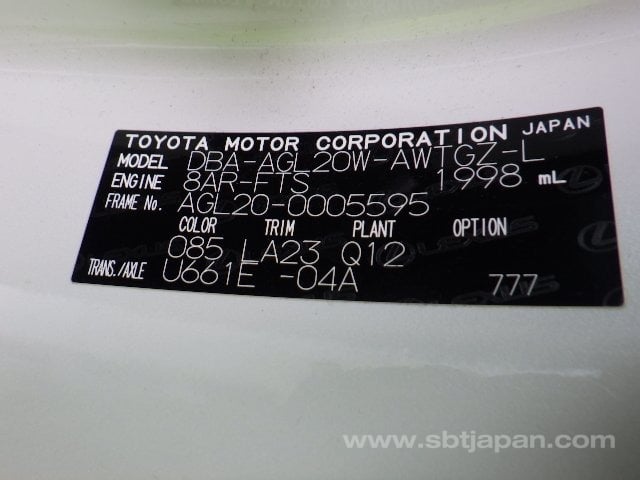 TOYOTA MOTOR CORPORATION JAPAN
MODEL DBA-AGL20W-AWTGZ-L
ENGINE 8AR-FTS 1998 mL
FRAME No. AGL20-0005595
COLOR TRIM PLANT OPTION
085 LA23 Q12
TRANS./AXLE U661E -04A 777
LEXUS
www.sbtjapan.com